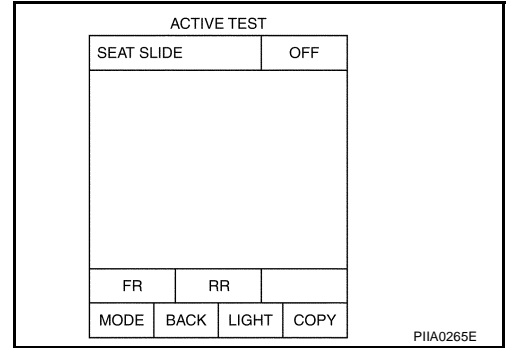 ACTIVE TEST
SEAT SLIDE OFF
FR RR
MODE BACK LIGHT COPY
PIIA0265E